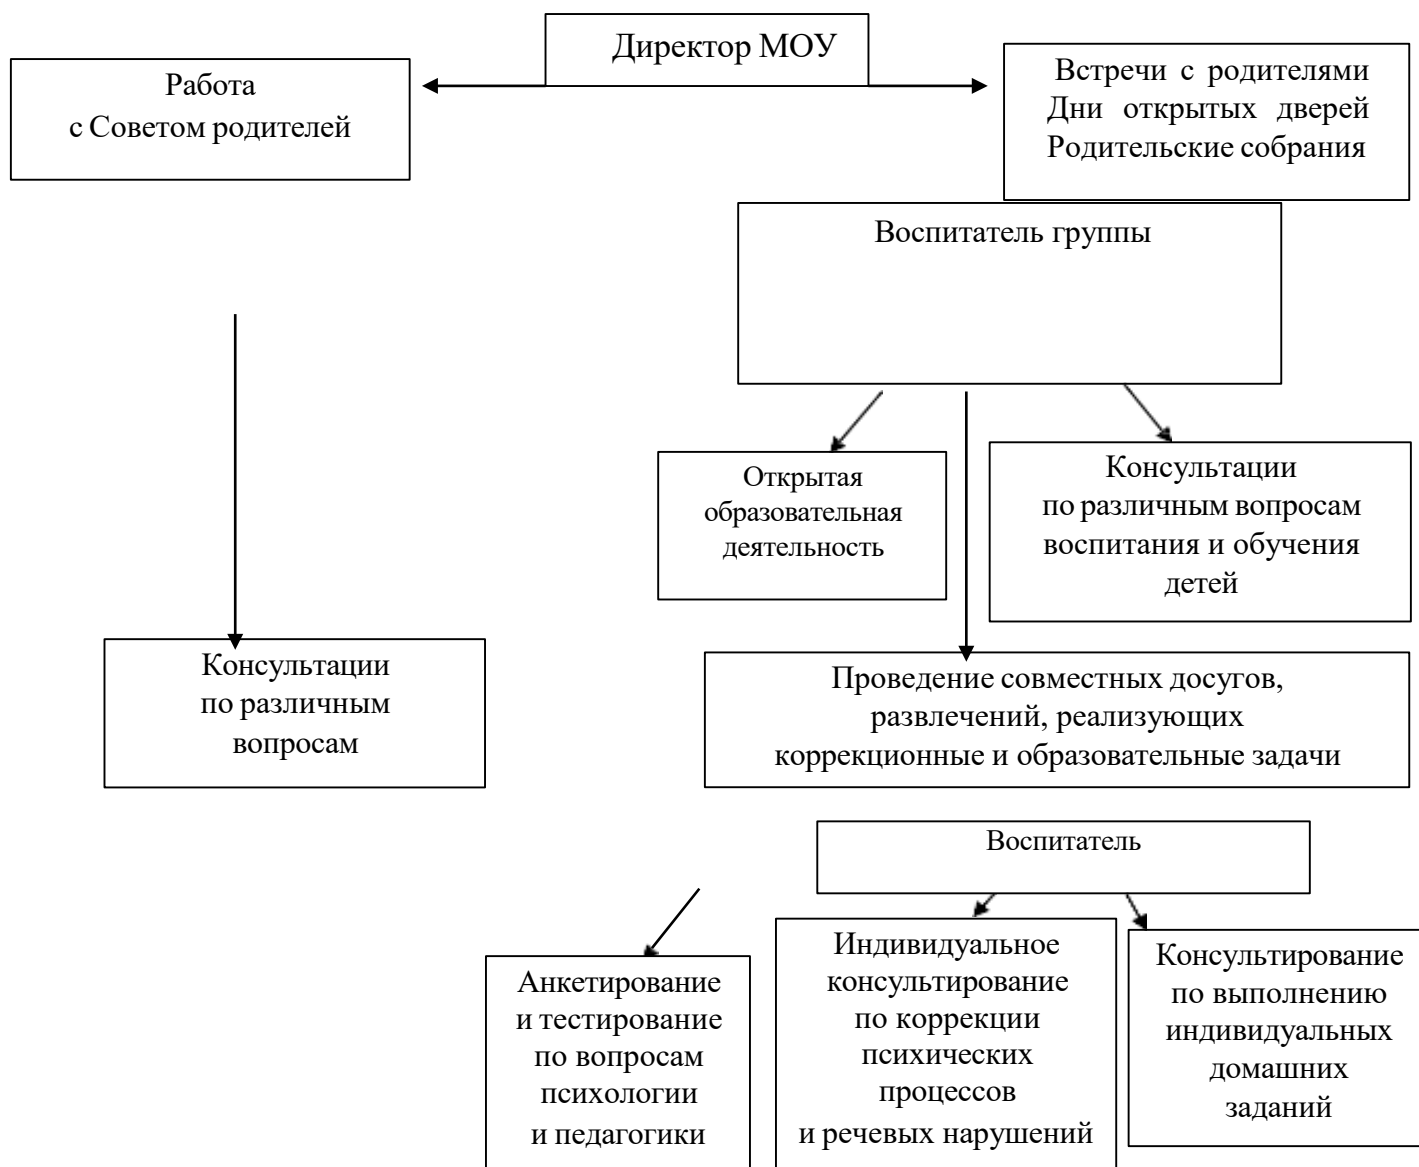 Директор МОУ
Работа
с Советом родителей
Встречи с родителями
Дни открытых дверей
Родительские собрания
Воспитатель группы
Открытая
образовательная
деятельность
Консультации
по различным вопросам
воспитания и обучения
детей
Консультации
по различным
вопросам
Проведение совместных досугов,
развлечений, реализующих
коррекционные и образовательные задачи
Воспитатель
Анкетирование
и тестирование
по вопросам
психологии
и педагогики
Индивидуальное
консультирование
по коррекции
психических
процессов
и речевых нарушений
Консультирование
по выполнению
индивидуальных
домашних
заданий